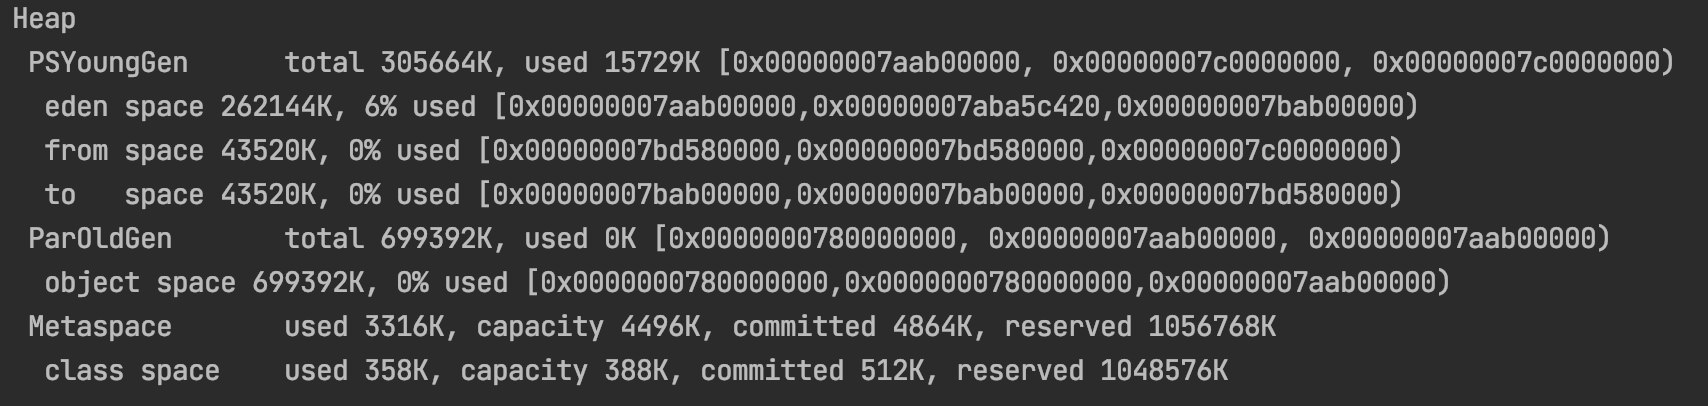 Heap
PSYoungGen      total 305664K, used 15729K [0x00000007aab00000, 0x00000007c0000000, 0x00000007c0000000)
eden space 262144K, 6% used [0x00000007aab00000,0x00000007aba5c420,0x00000007bab00000)
from space 43520K, 0% used [0x00000007bd580000,0x00000007bd580000,0x00000007c0000000)
to   space 43520K, 0% used [0x00000007bab00000,0x00000007bab00000,0x00000007bd580000)
ParOldGen       total 699392K, used 0K [0x0000000780000000, 0x00000007aab00000, 0x00000007aab00000)
object space 699392K, 0% used [0x0000000780000000,0x0000000780000000,0x00000007aab00000)
Metaspace       used 3316K, capacity 4496K, committed 4864K, reserved 1056768K
class space    used 358K, capacity 388K, committed 512K, reserved 1048576K